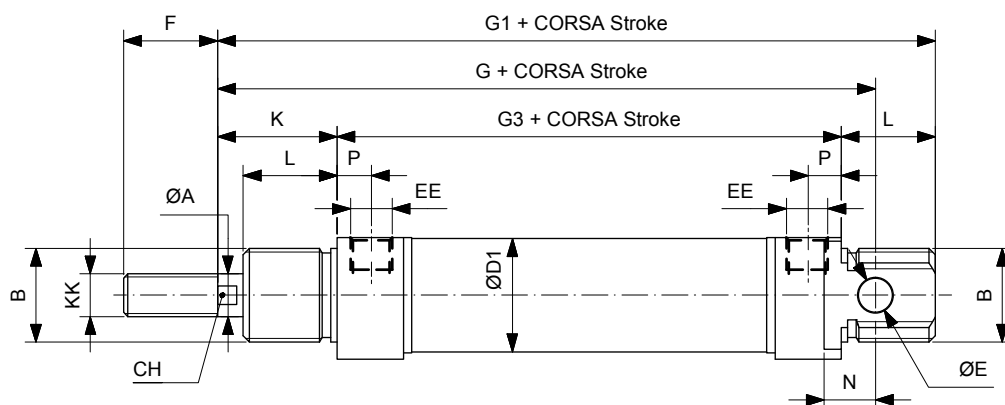 F
G1 + CORSA Stroke
G + CORSA Stroke
K
G3 + CORSA Stroke
L
L
P
P
EE
EE
ØA
B
KK
ØD1
B
CH
N
ØE